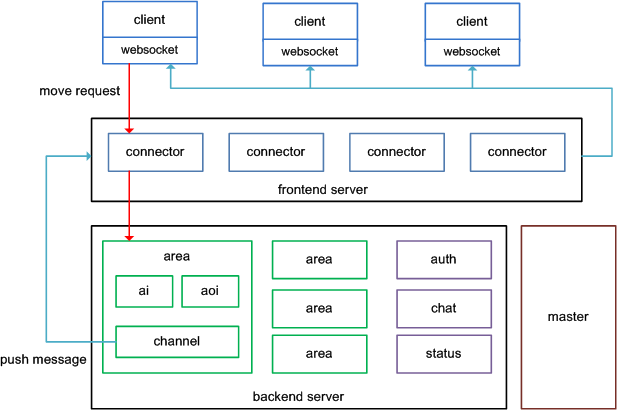 client
websocket
client
websocket
client
websocket
move request
connector
connector
connector
connector
frontend server
area
ai
aoi
channel
area
area
area
auth
chat
status
master
push message
backend server